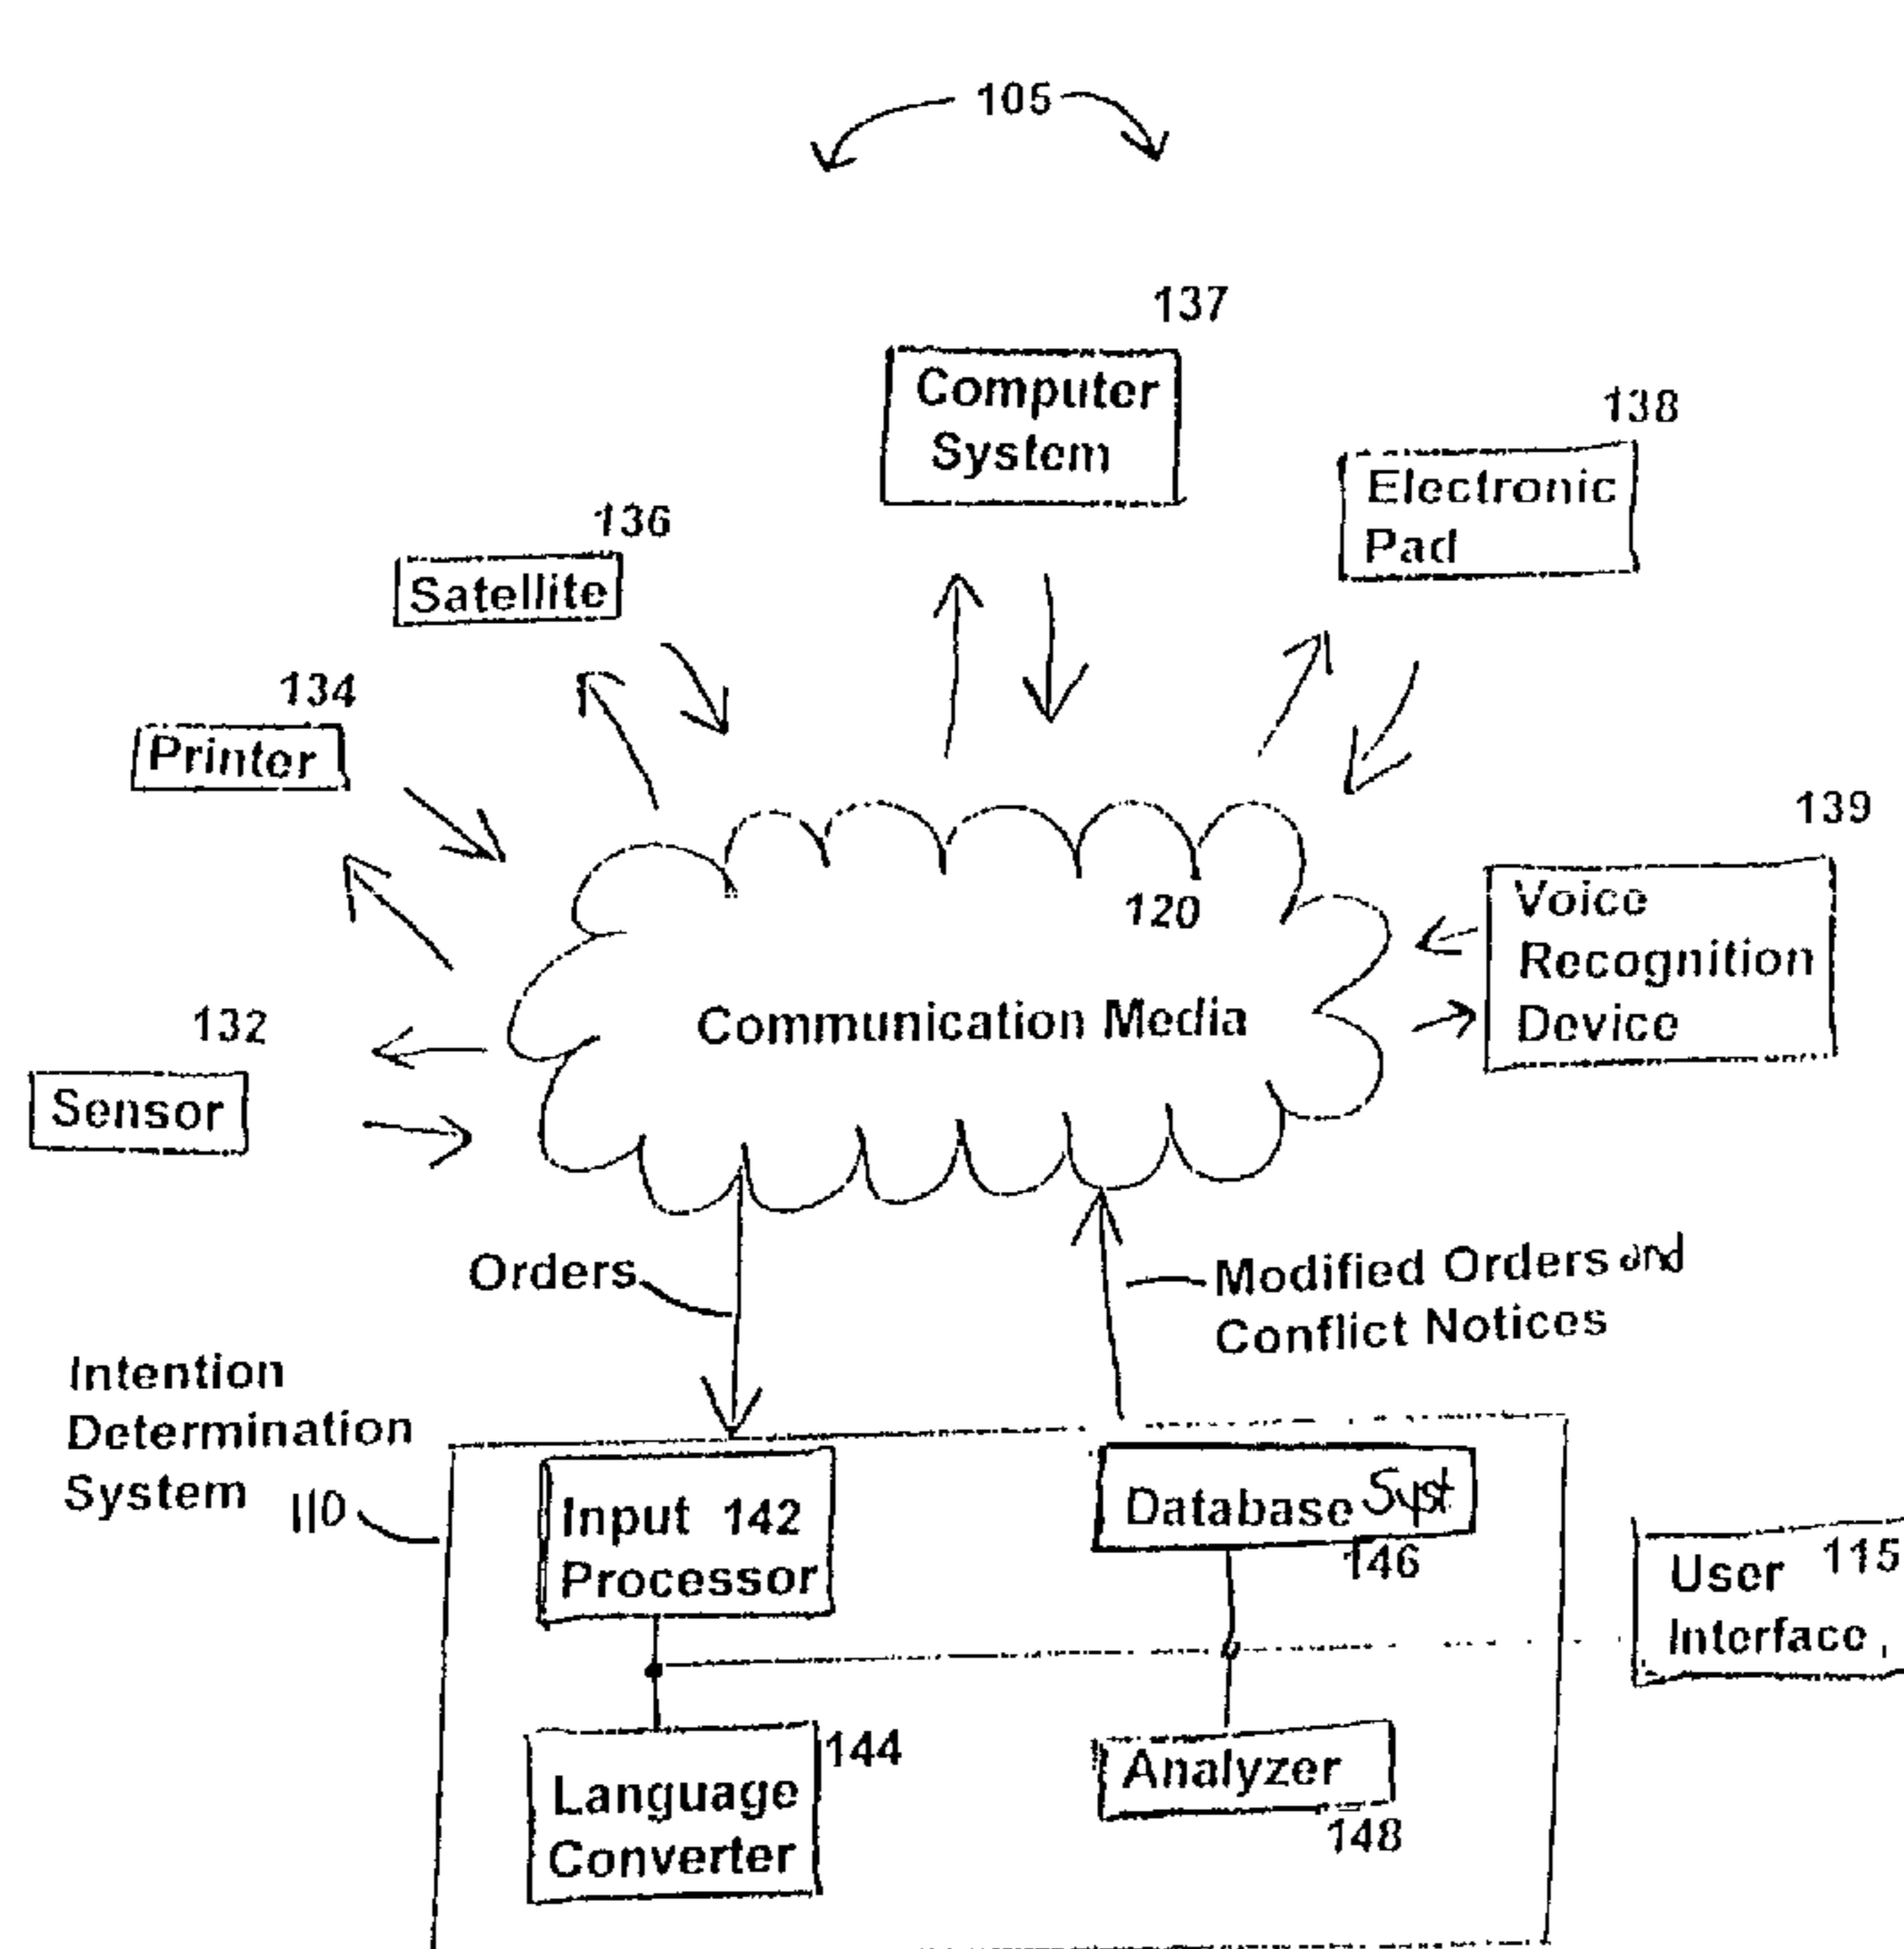 105
137
Computer
System
138
Electronic
Pad
136
Satellite
134
Printer
139
Voice
Recognition
Device
120
Communication Media
132
Sensor
Orders
Modified Orders and
Conflict Notices
Intention
Determination
System 110
Input 142
Processor
Database Syst
146
User 115
Interface
144
Language
Converter
Analyzer
148